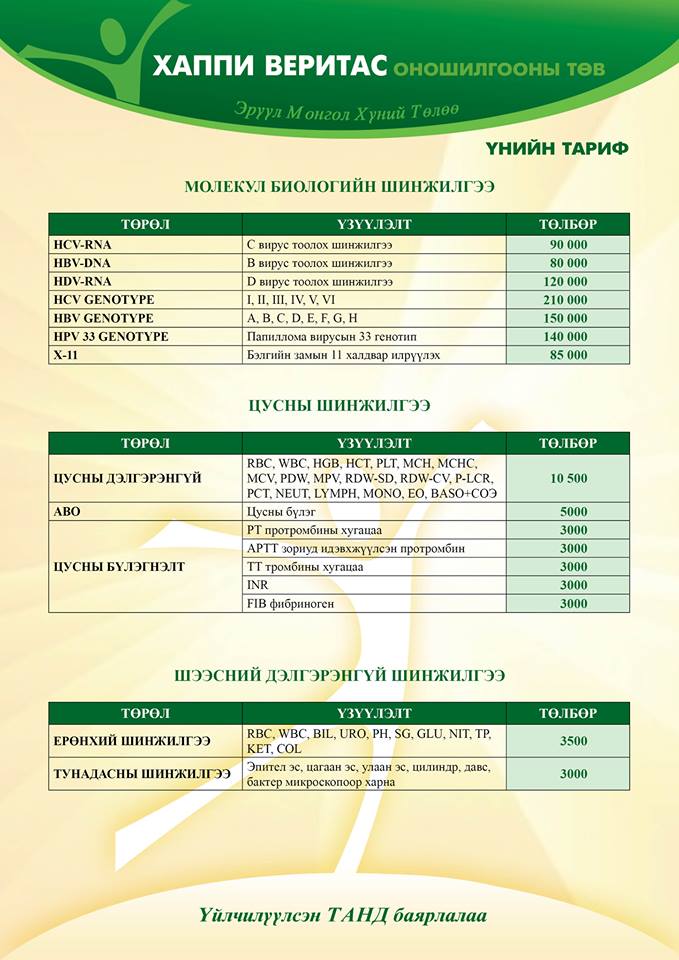 ХАППИ ВЕРИТАС ОНОШИЛГООНЫ ТӨВ
Эрүүл Монгол Хүний Төлөө
ҮНИЙН ТАРИФ
МОЛЕКУЛ БИОЛОГИЙН ШИНЖИЛГЭЭ
ТӨРӨЛ ҮЗҮҮЛЭЛТ ТӨЛБӨР
HCV-RNA С вирус тоолох шинжилгээ 90 000
HBV-DNA В вирус тоолох шинжилгээ 80 000
HDV-RNA D вирус тоолох шинжилгээ 120 000
HCV GENOTYPE I, II, III, IV, V, VI 210 000
HBV GENOTYPE A, B, C, D, E, F, G, H 150 000
HPV 33 GENOTYPE Папиллома вирусын 33 генотип 140 000
X-11 Бэлгийн замын 11 халдвар илрүүлэх 85 000
ЦУСНЫ ШИНЖИЛГЭЭ
ТӨРӨЛ ҮЗҮҮЛЭЛТ ТӨЛБӨР
ЦУСНЫ ДЭЛГЭРЭНГҮЙ RBC, WBC, HGB, HCT, PLT, MCH, MCHC,
MCV, PDW, MPV, RDW-SD, RDW-CV, P-LCR,
PCT, NEUT, LYMPH, MONO, EO, BASO+СОЭ 10 500
ABO Цусны бүлэг 5000
ЦУСНЫ БҮЛЭГНЭЛТ PT протромбины хугацаа 3000
APTT зориуд идэвхжүүлсэн протромбин 3000
TT тромбины хугацаа 3000
INR 3000
FIB фибриноген 3000
ШЭЭСНИЙ ДЭЛГЭРЭНГҮЙ ШИНЖИЛГЭЭ
ТӨРӨЛ ҮЗҮҮЛЭЛТ ТӨЛБӨР
ЕРӨНХИЙ ШИНЖИЛГЭЭ RBC, WBC, BIL, URO, PH, SG, GLU, NIT, TP,
KET, COL 3500
ТУНАДАСНЫ ШИНЖИЛГЭЭ Эпител эс, цагаан эс, улаан эс, цилиндр, давс,
бактер микроскопоор харна 3000
Үйлчилүүлсэн ТАНД баярлалаа